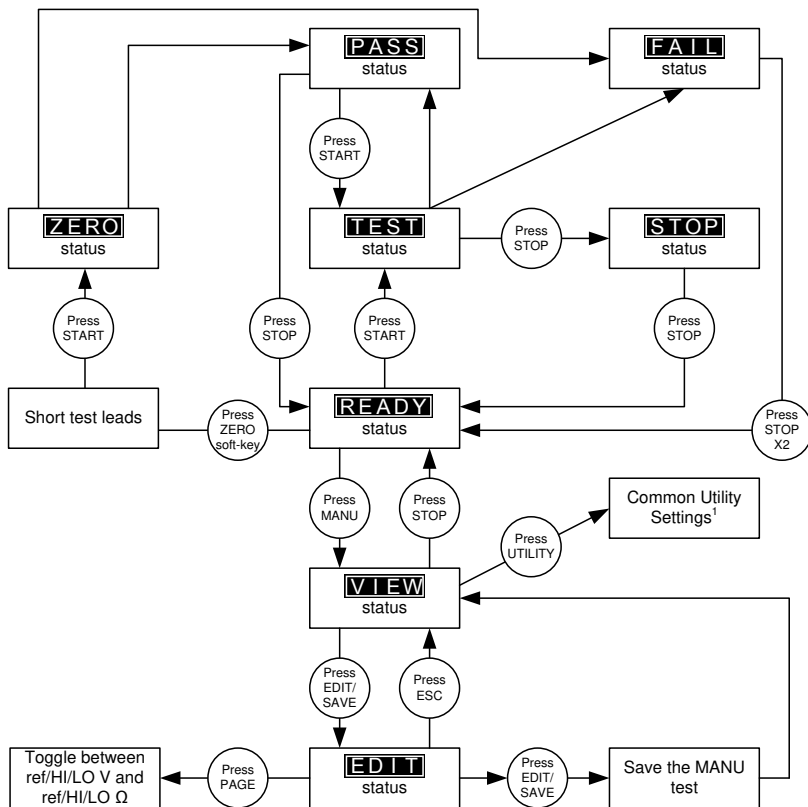 PASS
status
FAIL
status
Press
START
ZERO
status
TEST
status
Press
STOP
STOP
status
Press
START
Press
STOP
Press
START
Press
STOP
Short test leads
Press
ZERO
soft-key
READY
status
Press
STOP
X2
Press
MANU
Press
STOP
Press
UTILITY
Common Utility
Settings¹
VIEW
status
Press
EDIT/
SAVE
Press
ESC
Toggle between
ref/HI/LO V and
ref/HI/LO Ω
Press
PAGE
EDIT
status
Press
EDIT/
SAVE
Save the MANU
test